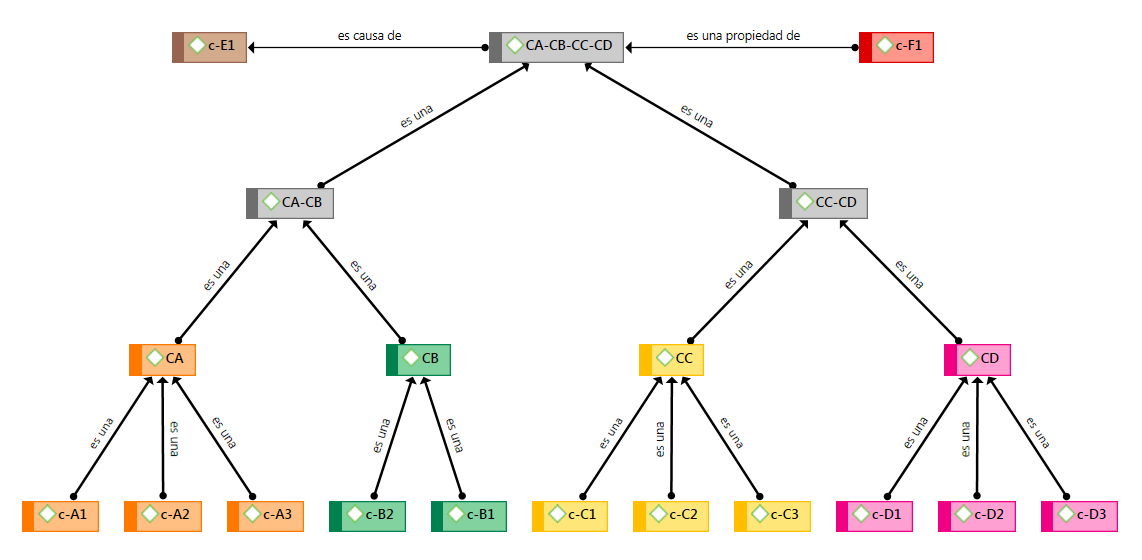 es causa de
es una propiedad de
c-E1
CA-CB-CC-CD
c-F1
es una
es una
CA-CB
CC-CD
es una
es una
es una
es una
CA
CB
CC
CD
es una
es una
es una
es una
es una
es una
es una
es una
es una
es una
es una
c-A1
c-A2
c-A3
c-B2
c-B1
c-C1
c-C2
c-C3
c-D1
c-D2
c-D3